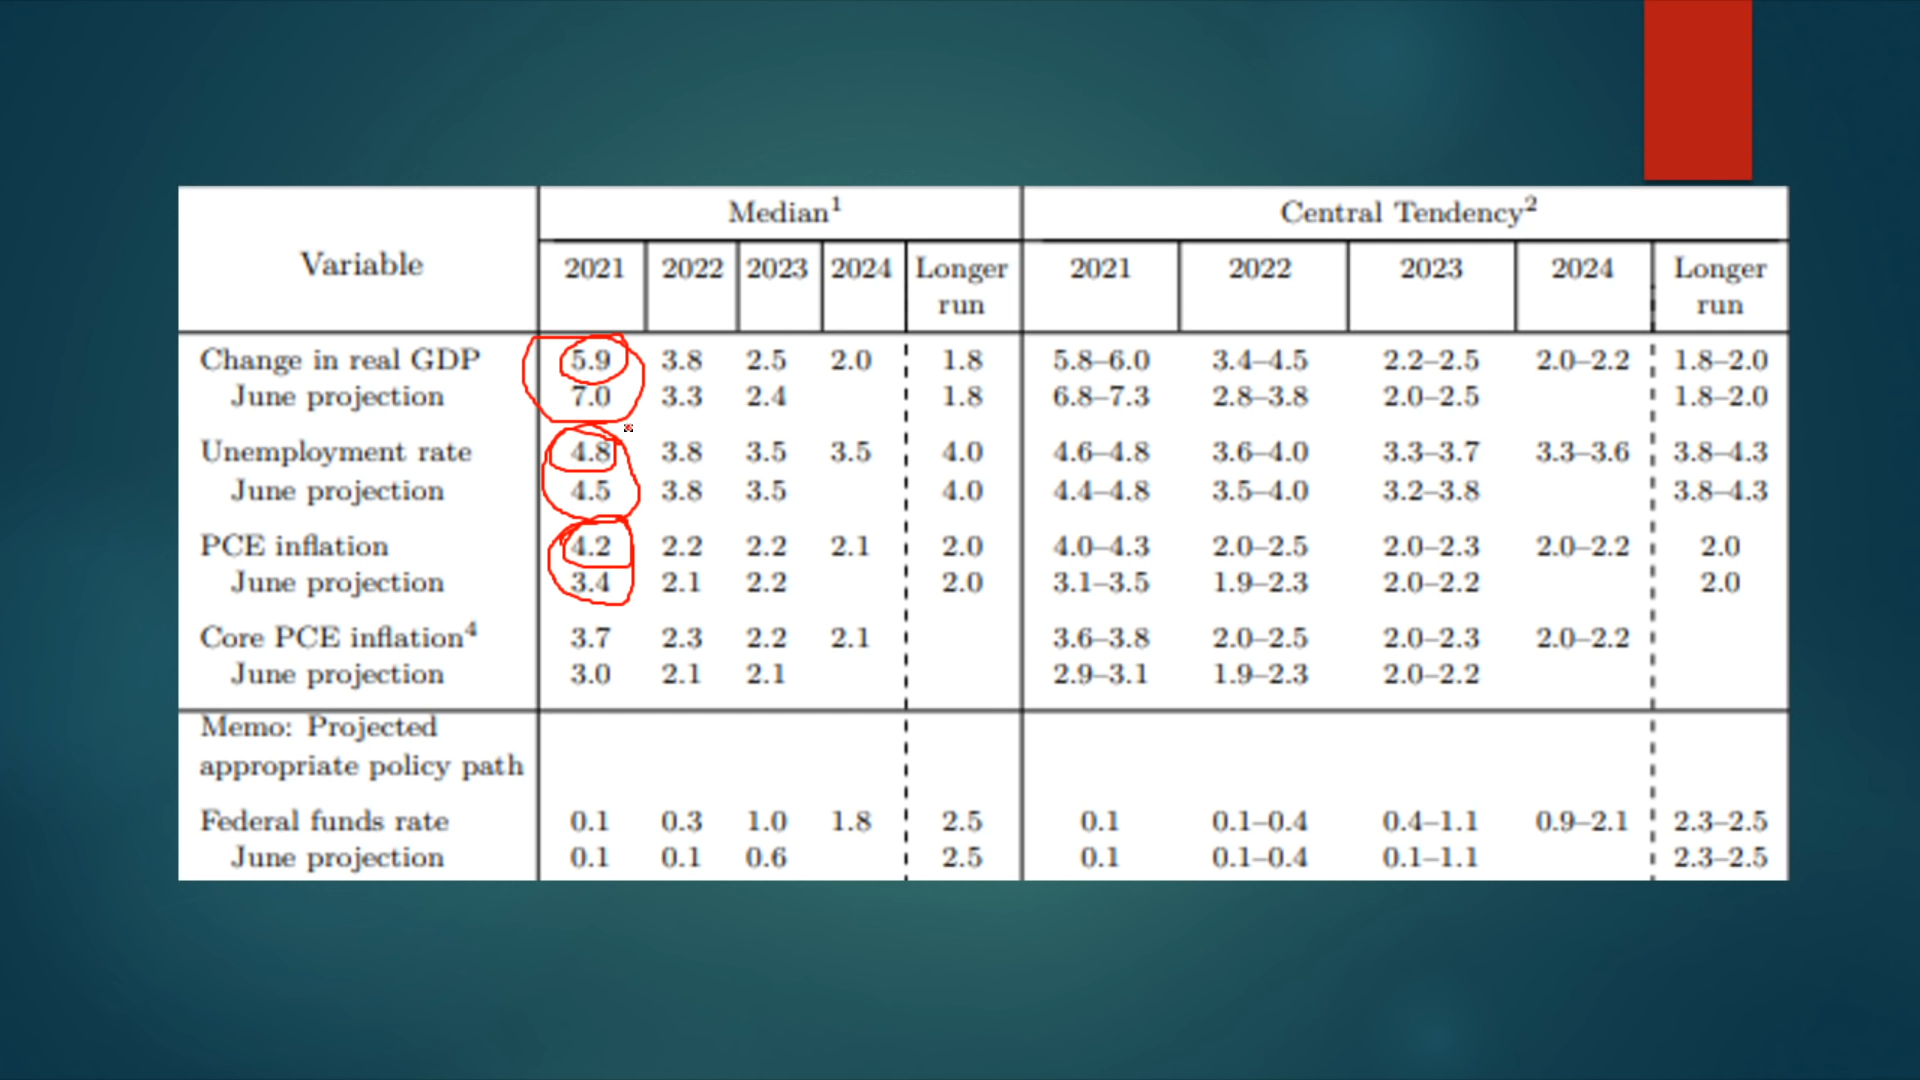 Variable Median¹ Central Tendency²
2021 2022 2023 2024 Longer run 2021 2022 2023 2024 Longer run
Change in real GDP 5.9 3.8 2.5 2.0 1.8 5.8–6.0 3.4–4.5 2.2–2.5 2.0–2.2 1.8–2.0
June projection 7.0 3.3 2.4 1.8 6.8–7.3 2.8–3.8 2.0–2.5 1.8–2.0
Unemployment rate 4.8 3.8 3.5 3.5 4.0 4.6–4.8 3.6–4.0 3.3–3.7 3.3–3.6 3.8–4.3
June projection 4.5 3.8 3.5 4.0 4.4–4.8 3.5–4.0 3.2–3.8 3.8–4.3
PCE inflation 4.2 2.2 2.2 2.1 2.0 4.0–4.3 2.0–2.5 2.0–2.3 2.0–2.2 2.0
June projection 3.4 2.1 2.2 2.0 3.1–3.5 1.9–2.3 2.0–2.2 2.0
Core PCE inflation⁴ 3.7 2.3 2.2 2.1 3.6–3.8 2.0–2.5 2.0–2.3 2.0–2.2
June projection 3.0 2.1 2.1 2.9–3.1 1.9–2.3 2.0–2.2
Memo: Projected
appropriate policy path
Federal funds rate 0.1 0.3 1.0 1.8 2.5 0.1 0.1–0.4 0.4–1.1 0.9–2.1 2.3–2.5
June projection 0.1 0.1 0.6 2.5 0.1 0.1–0.4 0.1–1.1 2.3–2.5